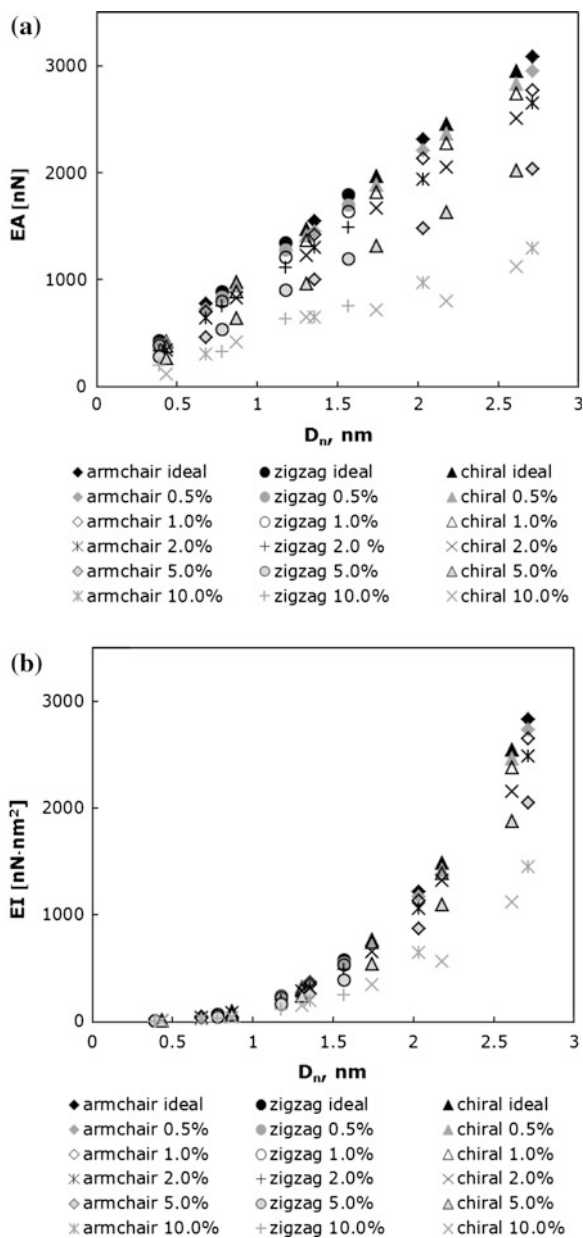 (a)
3000
2000
1000
0
EA [nN]
0 0.5 1 1.5 2 2.5 3
Dn, nm
armchair ideal zigzag ideal chiral ideal
armchair 0.5% zigzag 0.5% chiral 0.5%
armchair 1.0% zigzag 1.0% chiral 1.0%
armchair 2.0% zigzag 2.0 % chiral 2.0%
armchair 5.0% zigzag 5.0% chiral 5.0%
armchair 10.0% zigzag 10.0% chiral 10.0%
(b)
3000
2000
1000
0
EI [nN·nm²]
0 0.5 1 1.5 2 2.5 3
Dn, nm
armchair ideal zigzag ideal chiral ideal
armchair 0.5% zigzag 0.5% chiral 0.5%
armchair 1.0% zigzag 1.0% chiral 1.0%
armchair 2.0% zigzag 2.0% chiral 2.0%
armchair 5.0% zigzag 5.0% chiral 5.0%
armchair 10.0% zigzag 10.0% chiral 10.0%